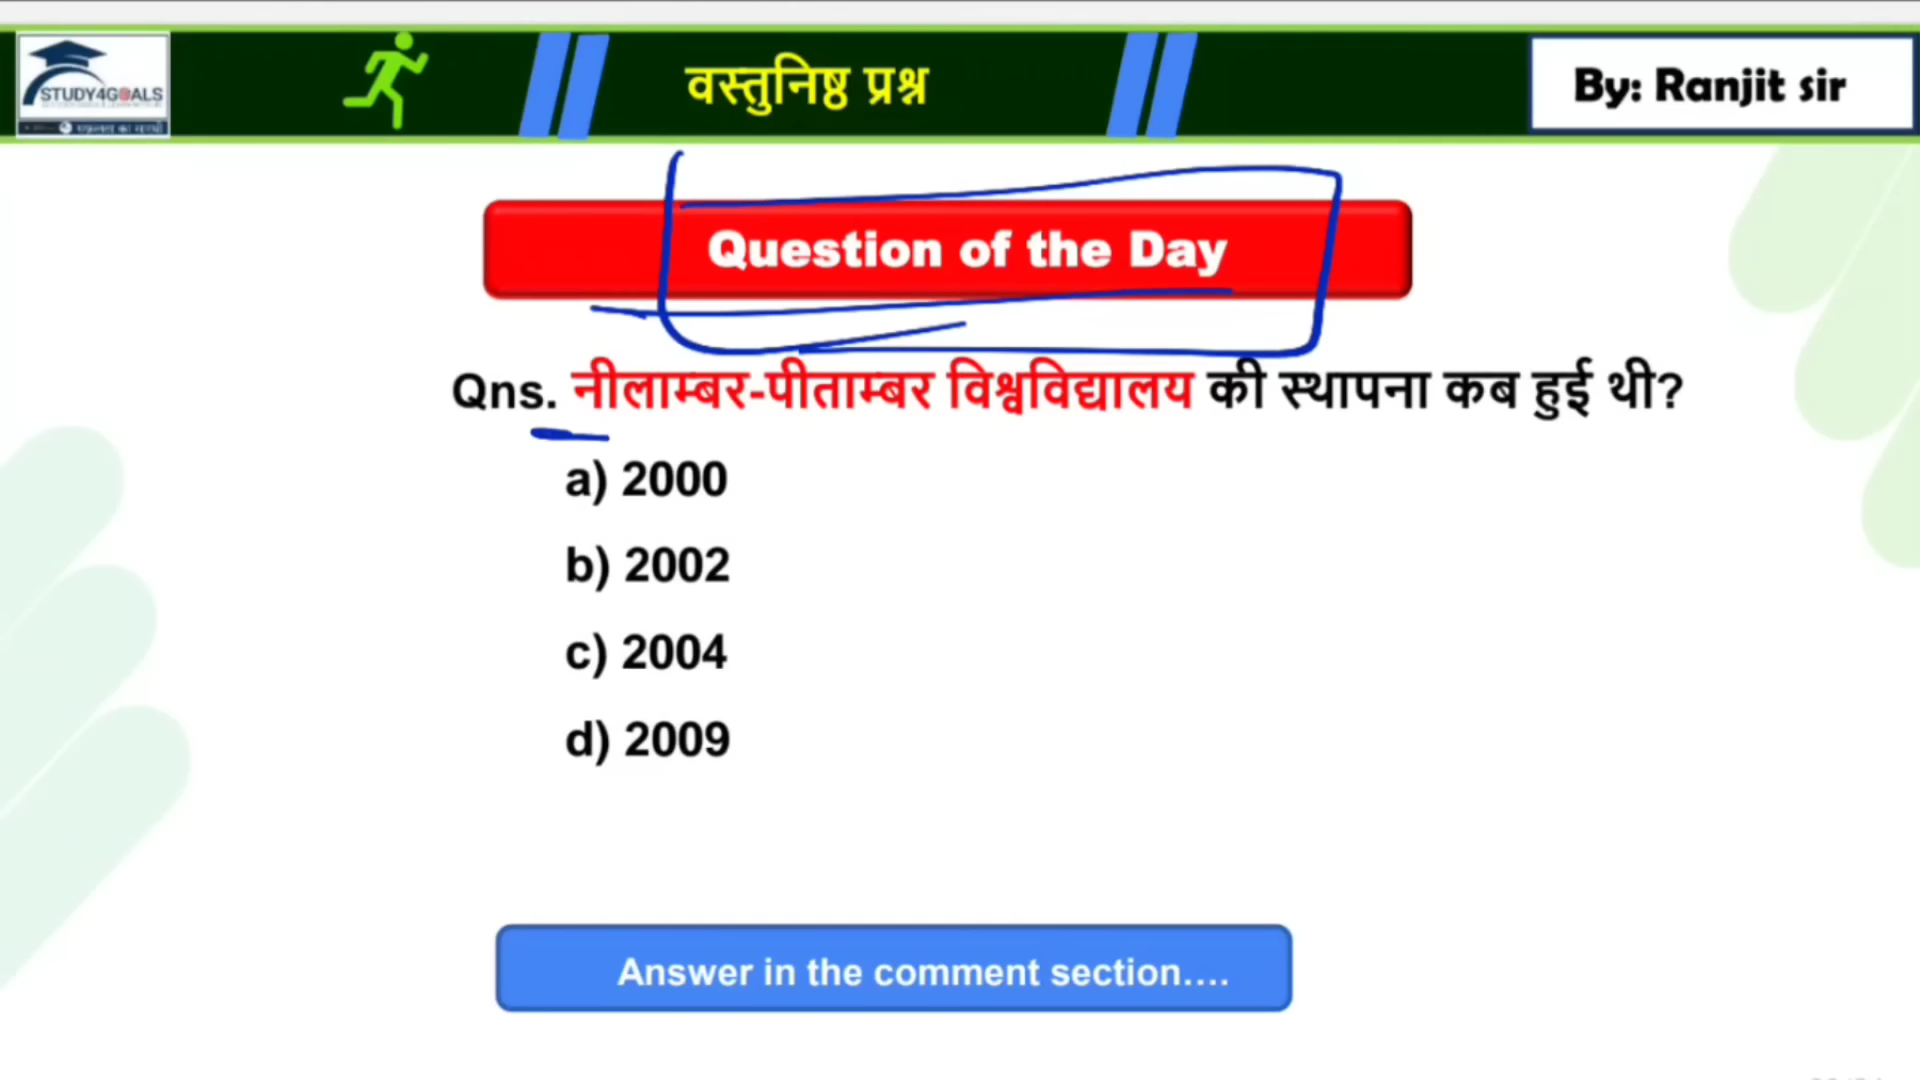 STUDY4GOALS
वस्तुनिष्ठ प्रश्न
By: Ranjit sir
Question of the Day
Qns. नीलाम्बर-पीताम्बर विश्वविद्यालय की स्थापना कब हुई थी?
a) 2000
b) 2002
c) 2004
d) 2009
Answer in the comment section....